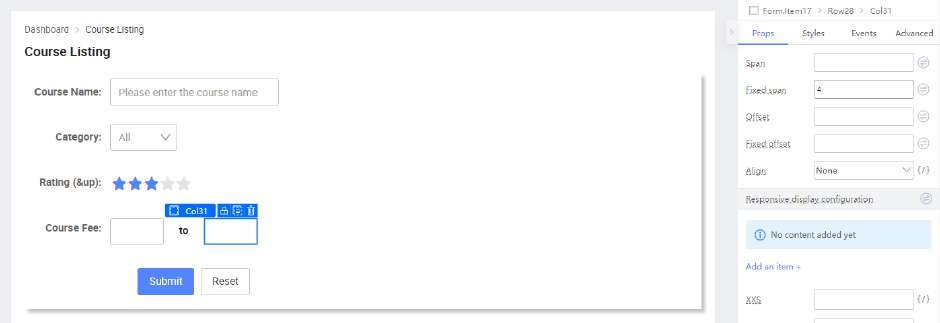 Dashboard > Course Listing
Course Listing
Course Name: Please enter the course name
Category: All
Rating (&up):
Col31
Course Fee: to
Submit Reset
Form.Item17 > Row28 > Col31
Props Styles Events Advanced
Span
Fixed span 4
Offset
Fixed offset
Align None {/}
Responsive display configuration
No content added yet
Add an item +
XXS {/}